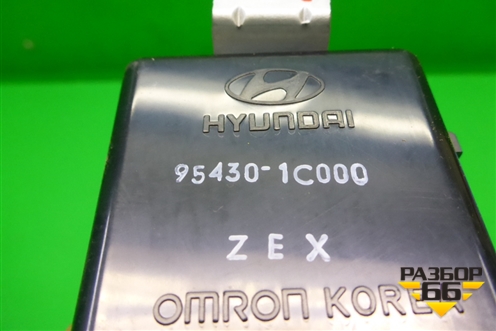 HYUNDAI
95430-1C000
ZEX
OMRON KOREA
РАЗБОР
66